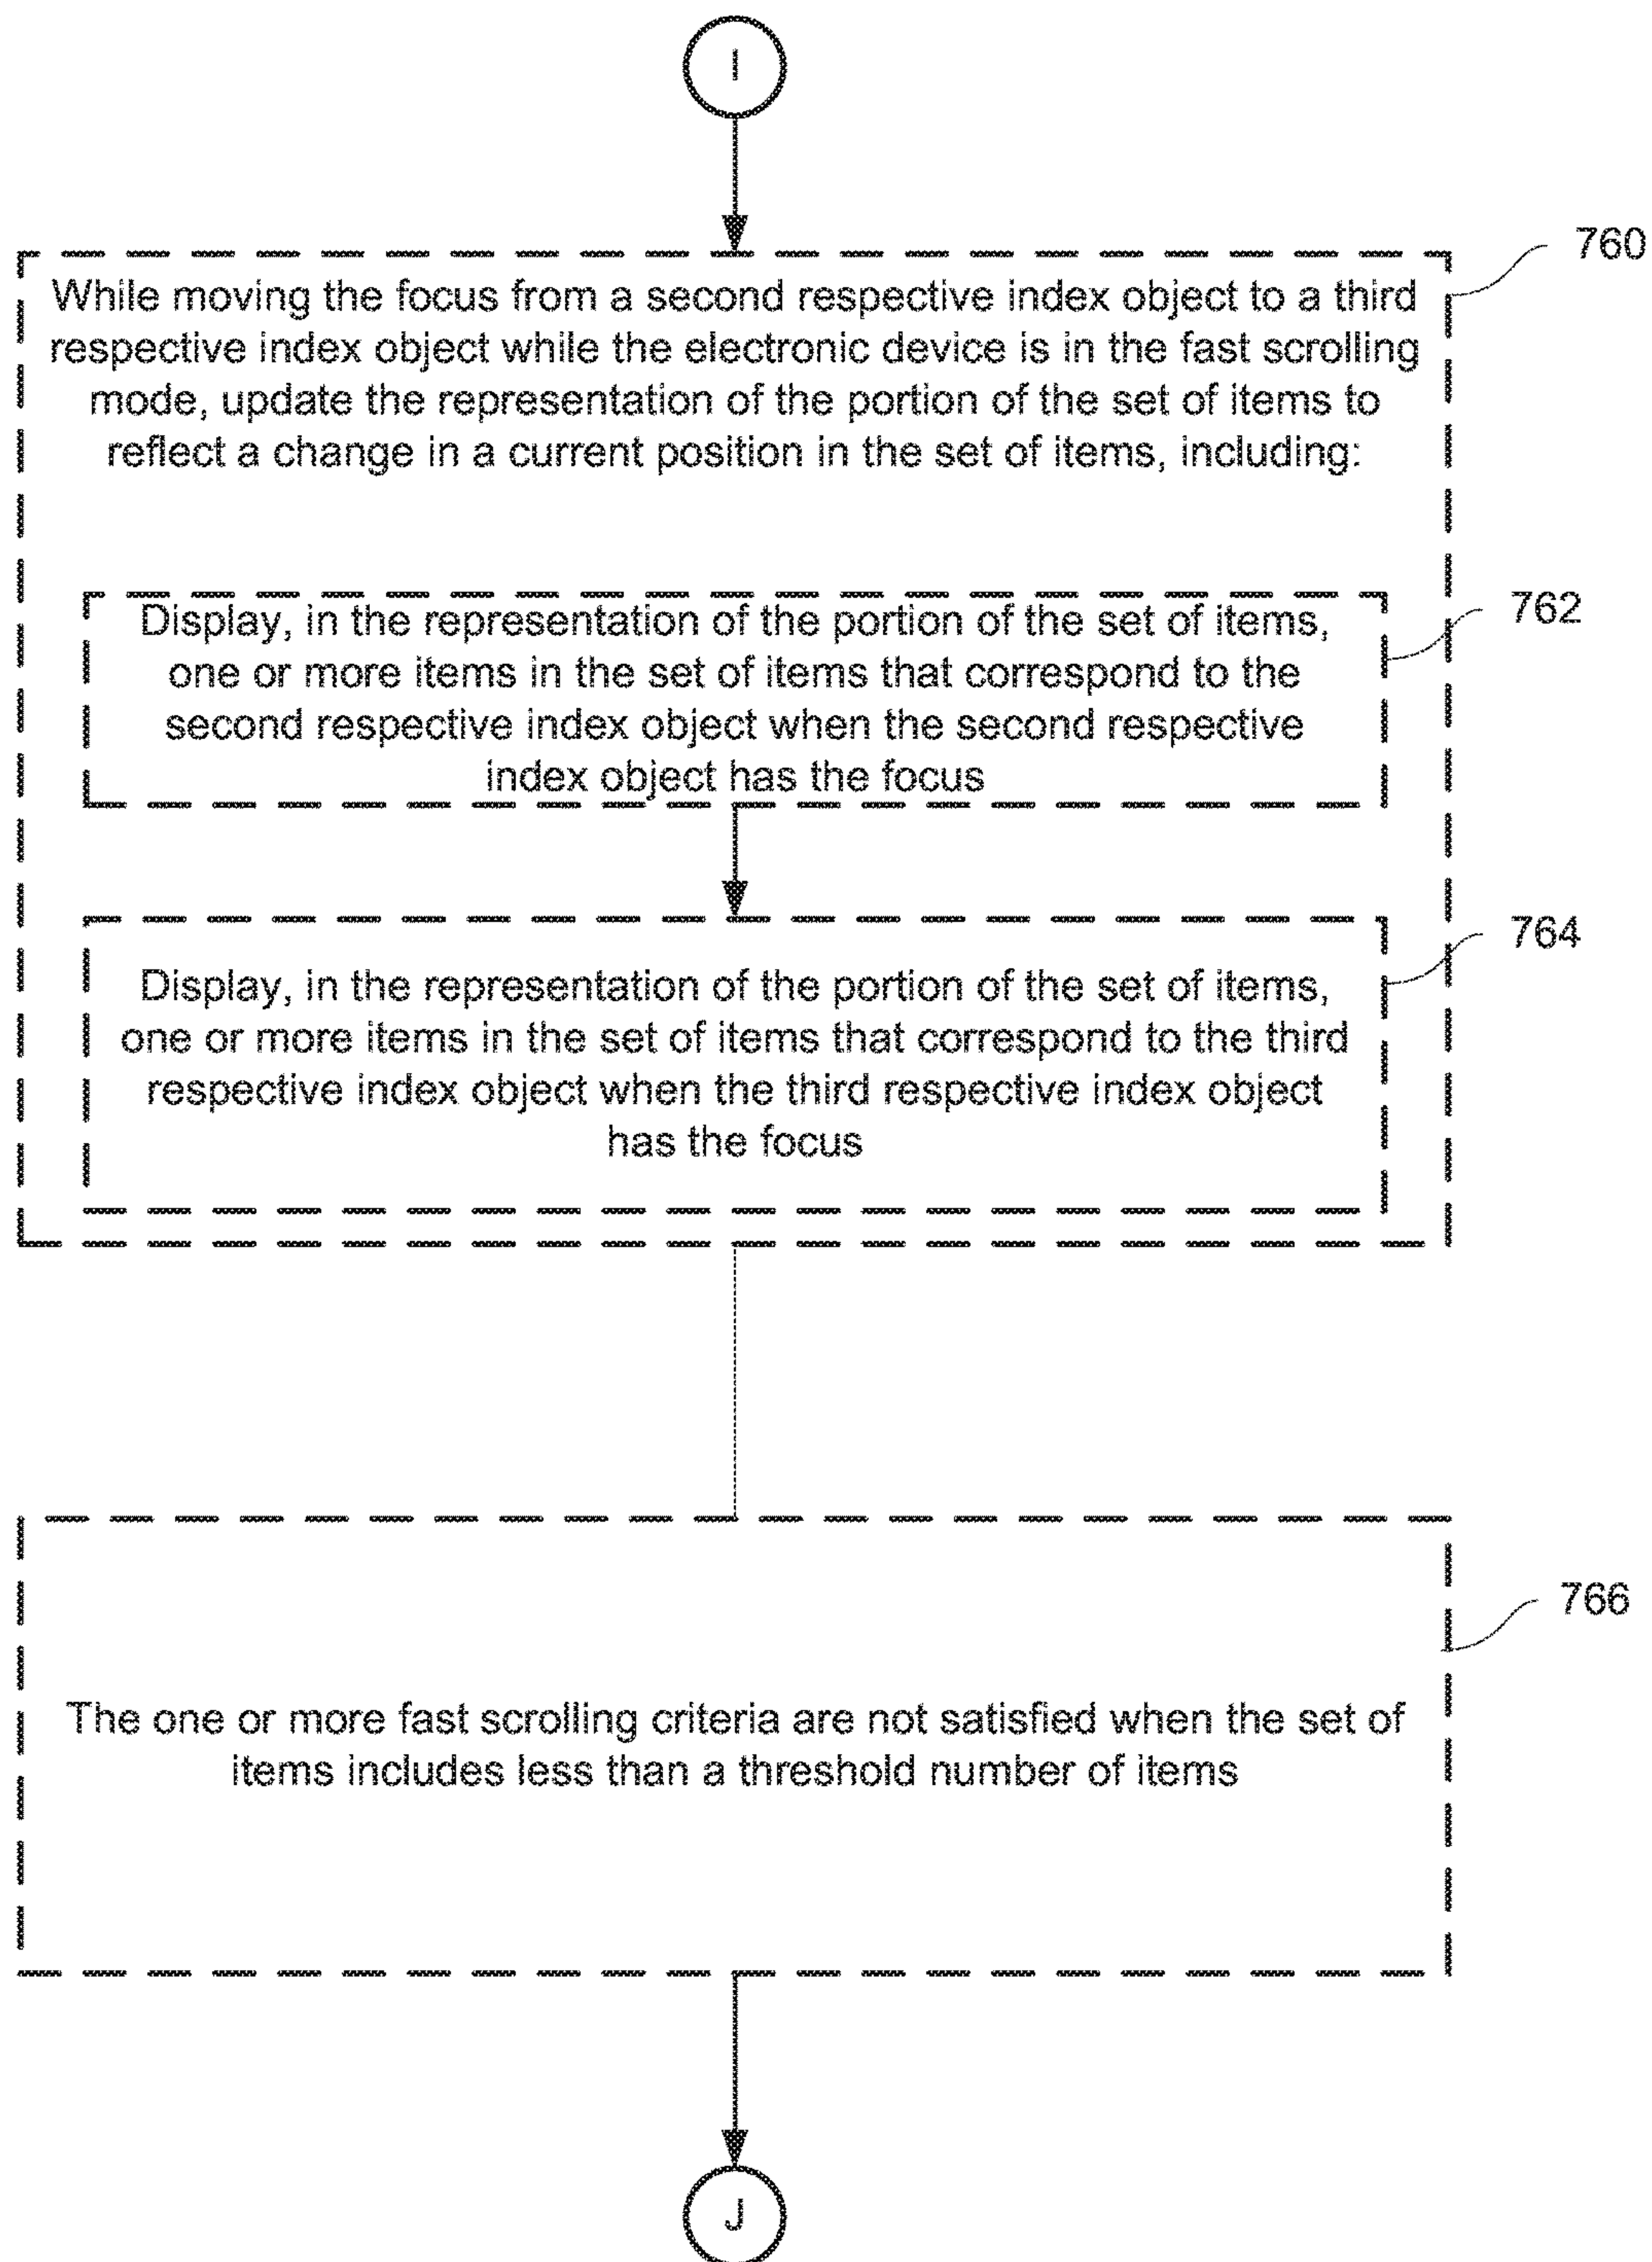 I
760
While moving the focus from a second respective index object to a third
respective index object while the electronic device is in the fast scrolling
mode, update the representation of the portion of the set of items to
reflect a change in a current position in the set of items, including:
762
Display, in the representation of the portion of the set of items,
one or more items in the set of items that correspond to the
second respective index object when the second respective
index object has the focus
764
Display, in the representation of the portion of the set of items,
one or more items in the set of items that correspond to the third
respective index object when the third respective index object
has the focus
766
The one or more fast scrolling criteria are not satisfied when the set of
items includes less than a threshold number of items
J